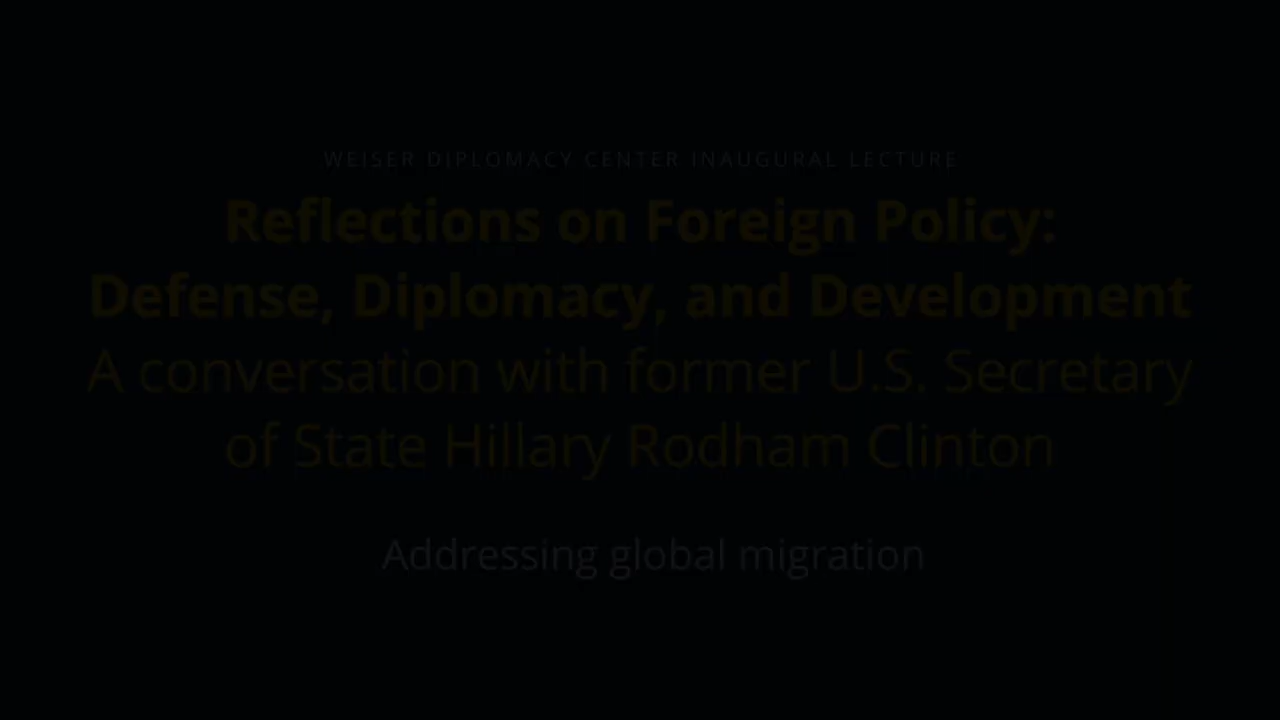 WEISER DIPLOMACY CENTER INAUGURAL LECTURE
Reflections on Foreign Policy:
Defense, Diplomacy, and Development
A conversation with former U.S. Secretary
of State Hillary Rodham Clinton
Addressing global migration